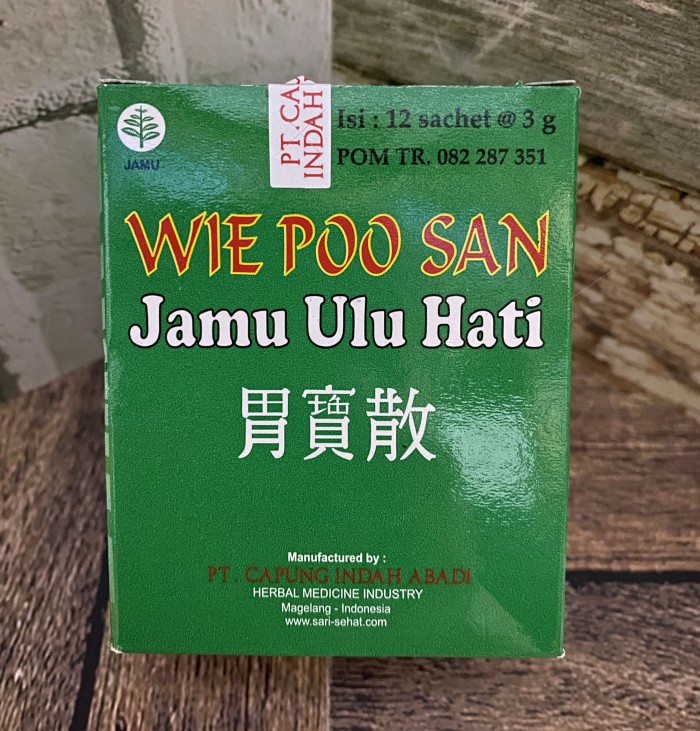 JAMU
PT. CA
INDAH
Isi : 12 sachet @ 3 g
POM TR. 082 287 351
WIE POO SAN
Jamu Ulu Hati
胃寶散
Manufactured by :
PT. CAPUNG INDAH ABADI
HERBAL MEDICINE INDUSTRY
Magelang - Indonesia
www.sari-sehat.com